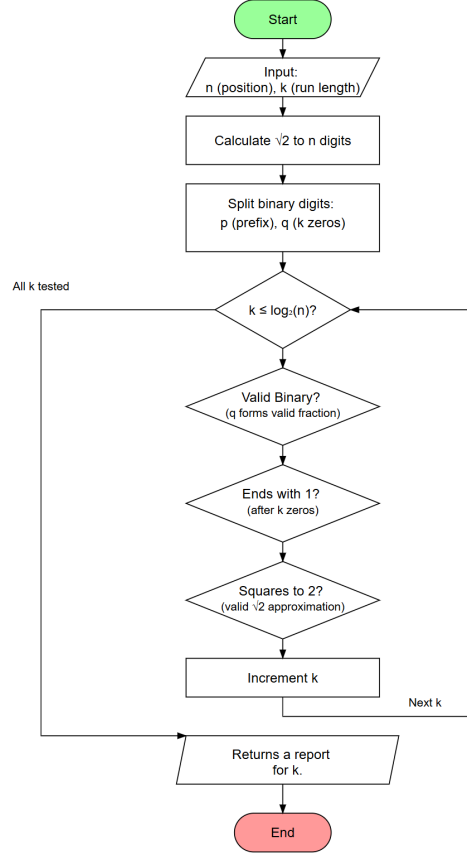 Start
Input:
n (position), k (run length)
Calculate √2 to n digits
Split binary digits:
p (prefix), q (k zeros)
All k tested
k ≤ log₂(n)?
Valid Binary?
(q forms valid fraction)
Ends with 1?
(after k zeros)
Squares to 2?
(valid √2 approximation)
Increment k
Next k
Returns a report
for k.
End